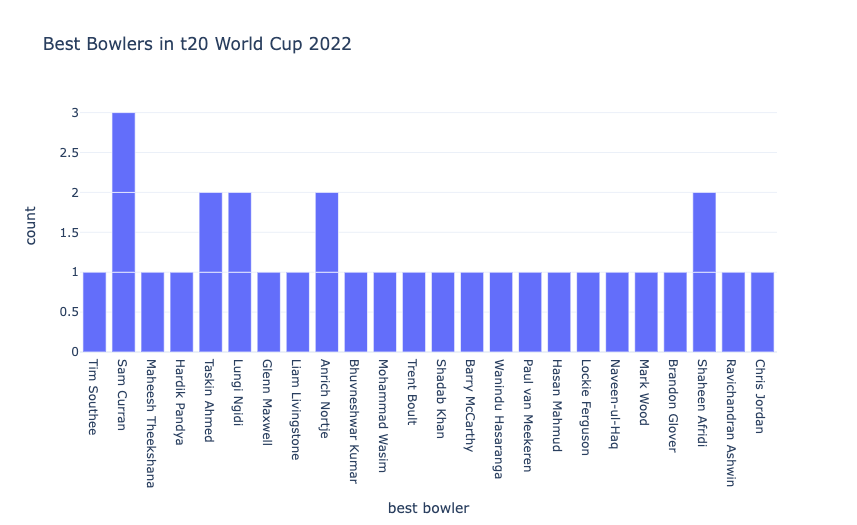 Best Bowlers in t20 World Cup 2022
3
2.5
2
1.5
1
0.5
0
count
Tim Southee
Sam Curran
Maheesh Theekshana
Hardik Pandya
Taskin Ahmed
Lungi Ngidi
Glenn Maxwell
Liam Livingstone
Anrich Nortje
Bhuvneshwar Kumar
Mohammad Wasim
Trent Boult
Shadab Khan
Barry McCarthy
Wanindu Hasaranga
Paul van Meekeren
Hasan Mahmud
Lockie Ferguson
Naveen-ul-Haq
Mark Wood
Brandon Glover
Shaheen Afridi
Ravichandran Ashwin
Chris Jordan
best bowler